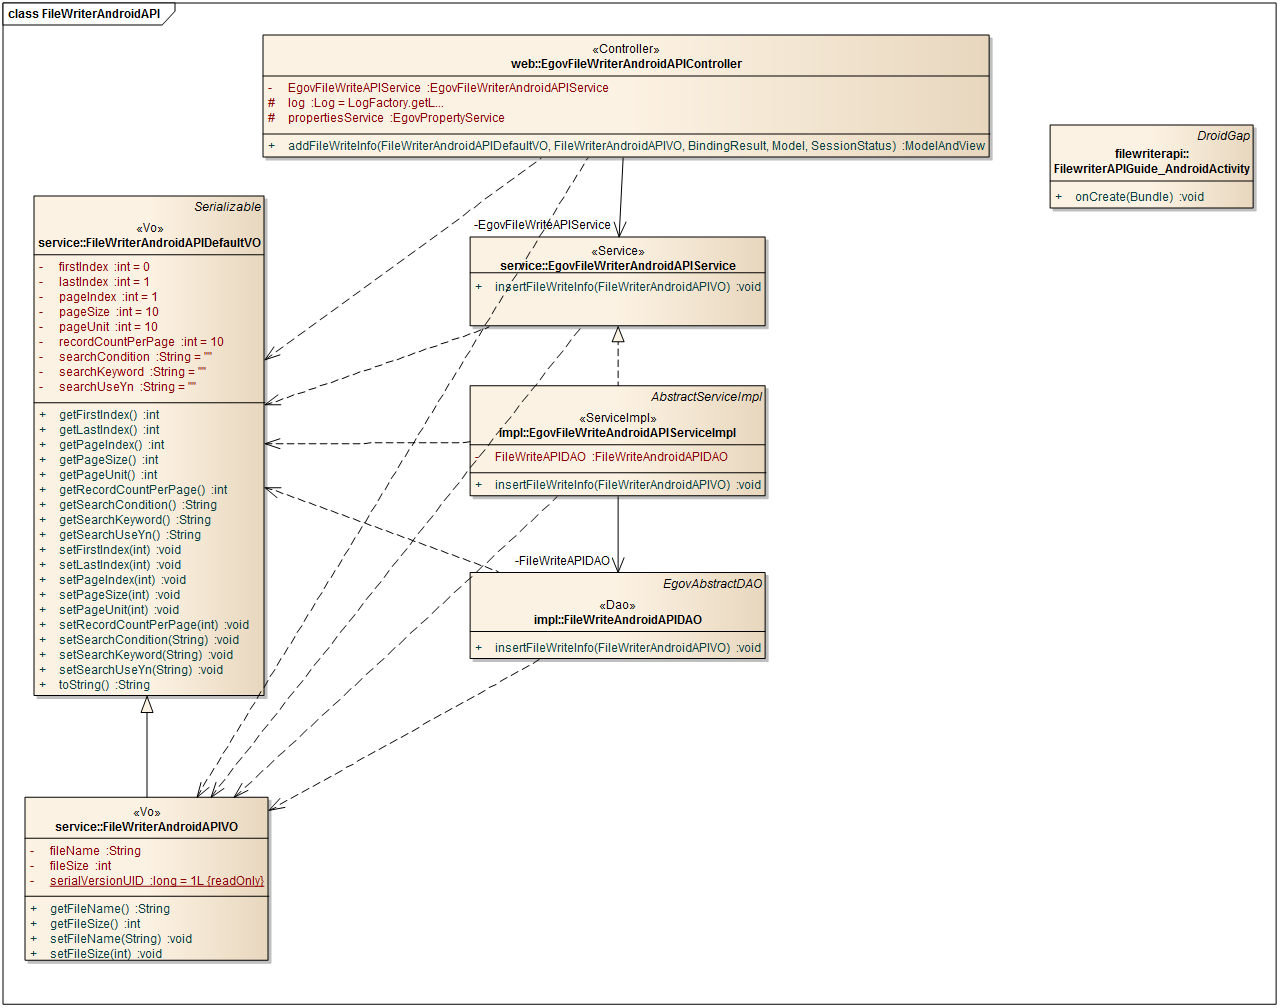 class FileWriterAndroidAPI
«Controller»
web::EgovFileWriterAndroidAPIController
- EgovFileWriteAPIService :EgovFileWriterAndroidAPIService
# log :Log = LogFactory.getL...
# propertiesService :EgovPropertyService
+ addFileWriteInfo(FileWriterAndroidAPIDefaultVO, FileWriterAndroidAPIVO, BindingResult, Model, SessionStatus) :ModelAndView
DroidGap
filewriterapi::
FilewriterAPIGuide_AndroidActivity
+ onCreate(Bundle) :void
Serializable
«Vo»
service::FileWriterAndroidAPIDefaultVO
- firstIndex :int = 0
- lastIndex :int = 1
- pageIndex :int = 1
- pageSize :int = 10
- pageUnit :int = 10
- recordCountPerPage :int = 10
- searchCondition :String = ""
- searchKeyword :String = ""
- searchUseYn :String = ""
+ getFirstIndex() :int
+ getLastIndex() :int
+ getPageIndex() :int
+ getPageSize() :int
+ getPageUnit() :int
+ getRecordCountPerPage() :int
+ getSearchCondition() :String
+ getSearchKeyword() :String
+ getSearchUseYn() :String
+ setFirstIndex(int) :void
+ setLastIndex(int) :void
+ setPageIndex(int) :void
+ setPageSize(int) :void
+ setPageUnit(int) :void
+ setRecordCountPerPage(int) :void
+ setSearchCondition(String) :void
+ setSearchKeyword(String) :void
+ setSearchUseYn(String) :void
+ toString() :String
-EgovFileWriteAPIService
«Service»
service::EgovFileWriterAndroidAPIService
+ insertFileWriteInfo(FileWriterAndroidAPIVO) :void
AbstractServiceImpl
«ServiceImpl»
impl::EgovFileWriteAndroidAPIServiceImpl
- FileWriteAPIDAO :FileWriteAndroidAPIDAO
+ insertFileWriteInfo(FileWriterAndroidAPIVO) :void
-FileWriteAPIDAO
EgovAbstractDAO
«Dao»
impl::FileWriteAndroidAPIDAO
+ insertFileWriteInfo(FileWriterAndroidAPIVO) :void
«Vo»
service::FileWriterAndroidAPIVO
- fileName :String
- fileSize :int
- serialVersionUID :long = 1L {readOnly}
+ getFileName() :String
+ getFileSize() :int
+ setFileName(String) :void
+ setFileSize(int) :void